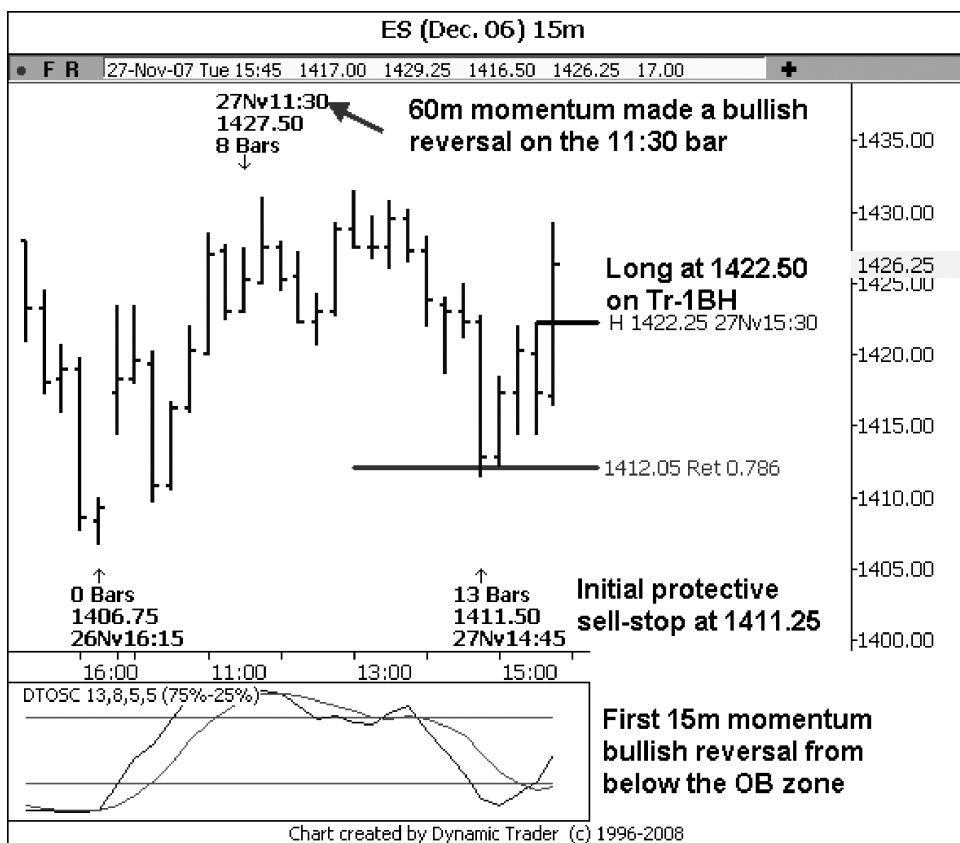 ES (Dec. 06) 15m
F R 27-Nov-07 Tue 15:45 1417.00 1429.25 1416.50 1426.25 17.00 +
27Nv11:30
1427.50
8 Bars
60m momentum made a bullish
reversal on the 11:30 bar
1435.00
1430.00
1426.25
1425.00
1420.00
1415.00
1410.00
1405.00
1400.00
Long at 1422.50
on Tr-1BH
H 1422.25 27Nv15:30
1412.05 Ret 0.786
0 Bars
1406.75
26Nv16:15
13 Bars
1411.50
27Nv14:45
Initial protective
sell-stop at 1411.25
16:00 11:00 13:00 15:00
DTOSC 13,8,5,5 (75%-25%)
First 15m momentum
bullish reversal from
below the OB zone
Chart created by Dynamic Trader (c) 1996-2008